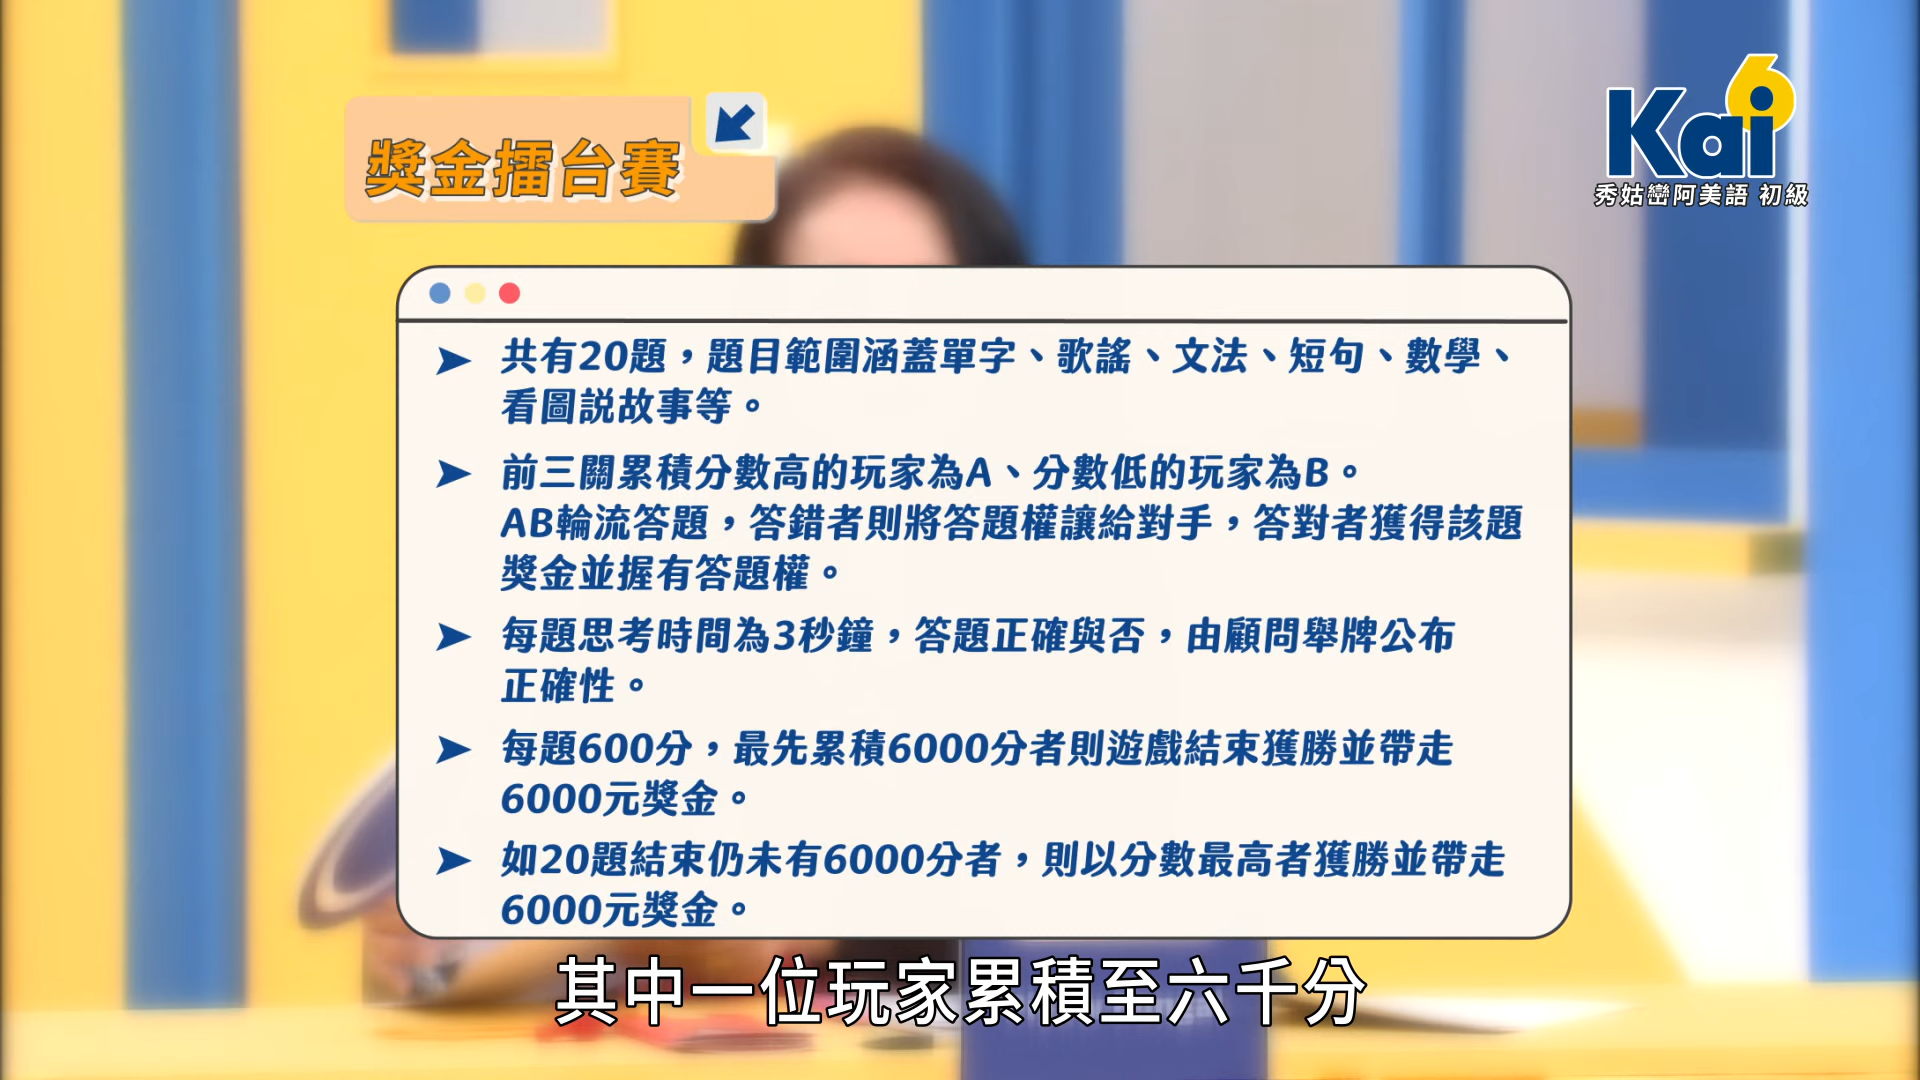 獎金擂台賽
Kai6
秀姑巒阿美語 初級
共有20題，題目範圍涵蓋單字、歌謠、文法、短句、數學、
看圖説故事等。
前三關累積分數高的玩家為A、分數低的玩家為B。
AB輪流答題，答錯者則將答題權讓給對手，答對者獲得該題
獎金並握有答題權。
每題思考時間為3秒鐘，答題正確與否，由顧問舉牌公布
正確性。
每題600分，最先累積6000分者則遊戲結束獲勝並帶走
6000元獎金。
如20題結束仍未有6000分者，則以分數最高者獲勝並帶走
6000元獎金。
其中一位玩家累積至六千分